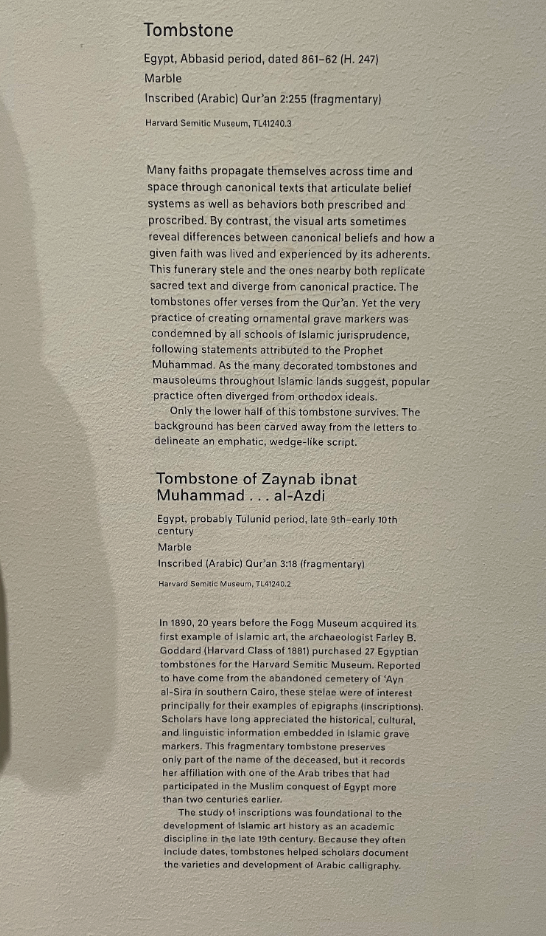 Tombstone
Egypt, Abbasid period, dated 861–62 (H. 247)
Marble
Inscribed (Arabic) Qur’an 2:255 (fragmentary)
Harvard Semitic Museum, TL41240.3
Many faiths propagate themselves across time and
space through canonical texts that articulate belief
systems as well as behaviors both prescribed and
proscribed. By contrast, the visual arts sometimes
reveal differences between canonical beliefs and how a
given faith was lived and experienced by its adherents.
This funerary stele and the ones nearby both replicate
sacred text and diverge from canonical practice. The
tombstones offer verses from the Qur’an. Yet the very
practice of creating ornamental grave markers was
condemned by all schools of Islamic jurisprudence,
following statements attributed to the Prophet
Muhammad. As the many decorated tombstones and
mausoleums throughout Islamic lands suggest, popular
practice often diverged from orthodox ideals.
Only the lower half of this tombstone survives. The
background has been carved away from the letters to
delineate an emphatic, wedge-like script.
Tombstone of Zaynab ibnat
Muhammad . . . al-Azdi
Egypt, probably Tulunid period, late 9th–early 10th
century
Marble
Inscribed (Arabic) Qur’an 3:18 (fragmentary)
Harvard Semitic Museum, TL41240.2
In 1890, 20 years before the Fogg Museum acquired its
first example of Islamic art, the archaeologist Farley B.
Goddard (Harvard Class of 1881) purchased 27 Egyptian
tombstones for the Harvard Semitic Museum. Reported
to have come from the abandoned cemetery of ‘Ayn
al-Sira in southern Cairo, these stelae were of interest
principally for their examples of epigraphs (inscriptions).
Scholars have long appreciated the historical, cultural,
and linguistic information embedded in Islamic grave
markers. This fragmentary tombstone preserves
only part of the name of the deceased, but it records
her affiliation with one of the Arab tribes that had
participated in the Muslim conquest of Egypt more
than two centuries earlier.
The study of inscriptions was foundational to the
development of Islamic art history as an academic
discipline in the late 19th century. Because they often
include dates, tombstones helped scholars document
the varieties and development of Arabic calligraphy.